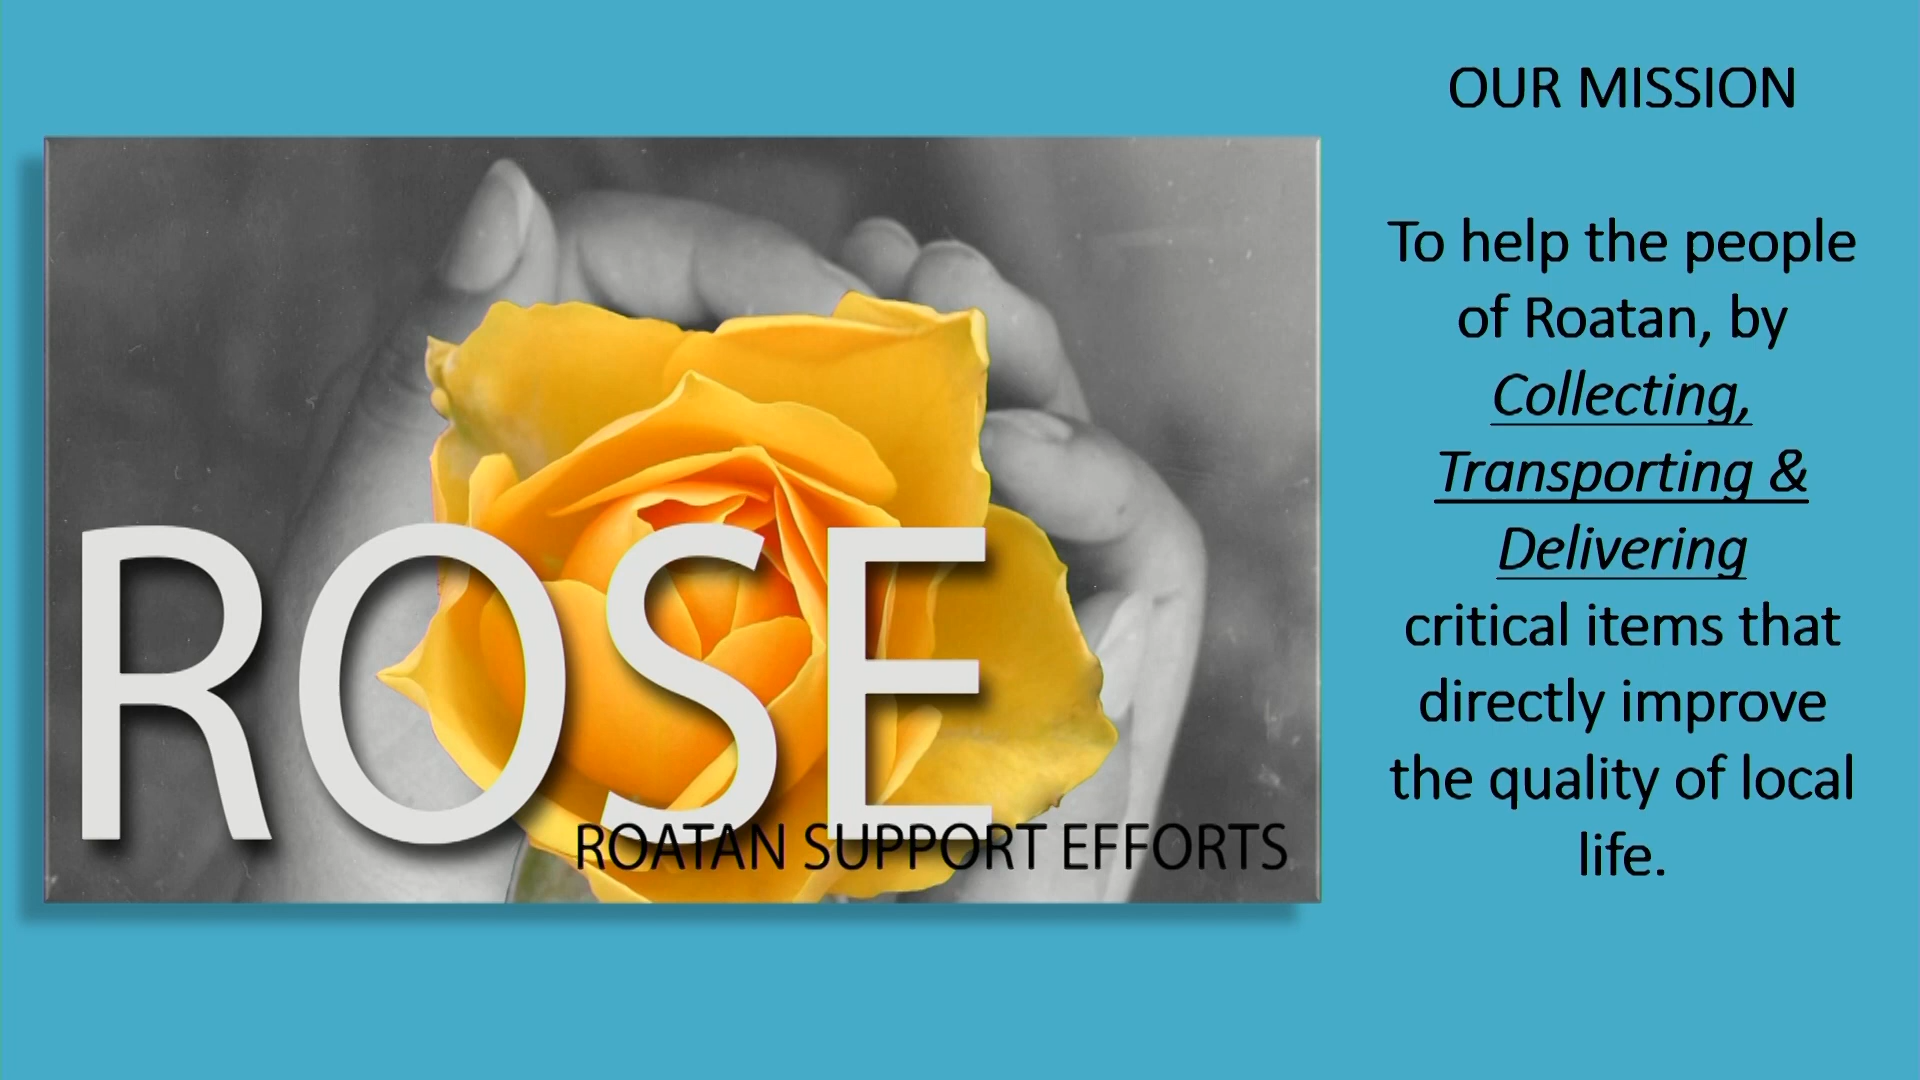 ROSE
ROATAN SUPPORT EFFORTS
OUR MISSION
To help the people
of Roatan, by
Collecting,
Transporting &
Delivering
critical items that
directly improve
the quality of local
life.